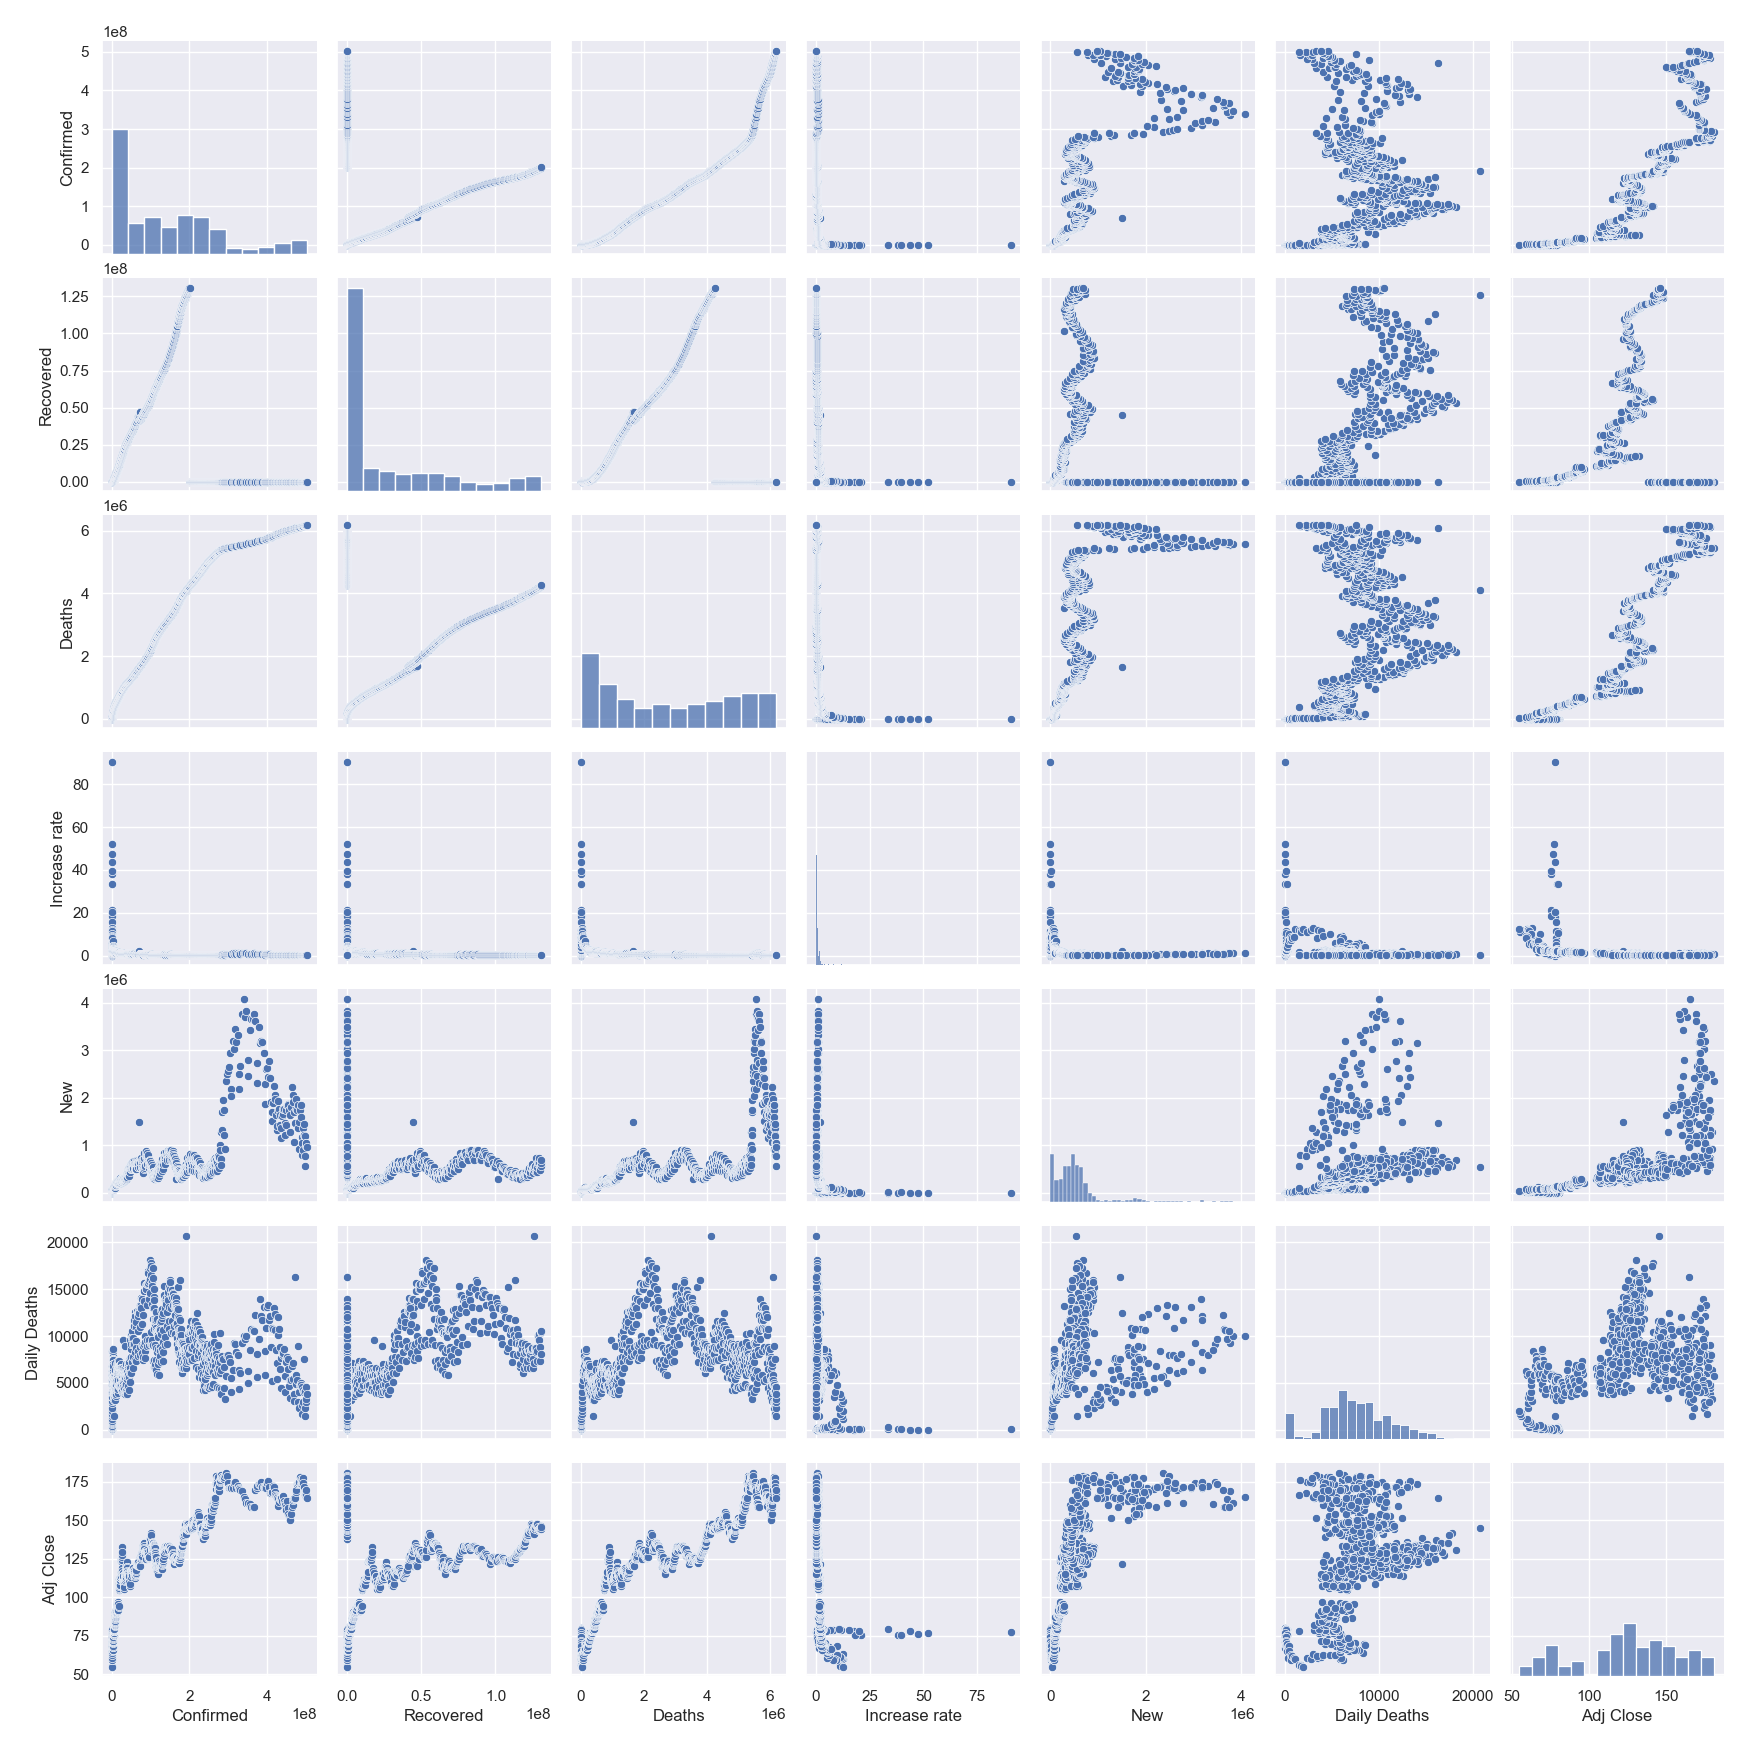 1e8
5
4
3
2
1
0
Confirmed
1e8
1.25
1.00
0.75
0.50
0.25
0.00
Recovered
1e6
6
4
2
0
Deaths
80
60
40
20
0
Increase rate
1e6
4
3
2
1
0
New
20000
15000
10000
5000
0
Daily Deaths
175
150
125
100
75
50
Adj Close
0 2 4 0.0 0.5 1.0 0 2 4 6 0 25 50 75 0 2 4 0 10000 20000 50 100 150
1e8 1e8 1e6 1e6
Confirmed Recovered Deaths Increase rate New Daily Deaths Adj Close